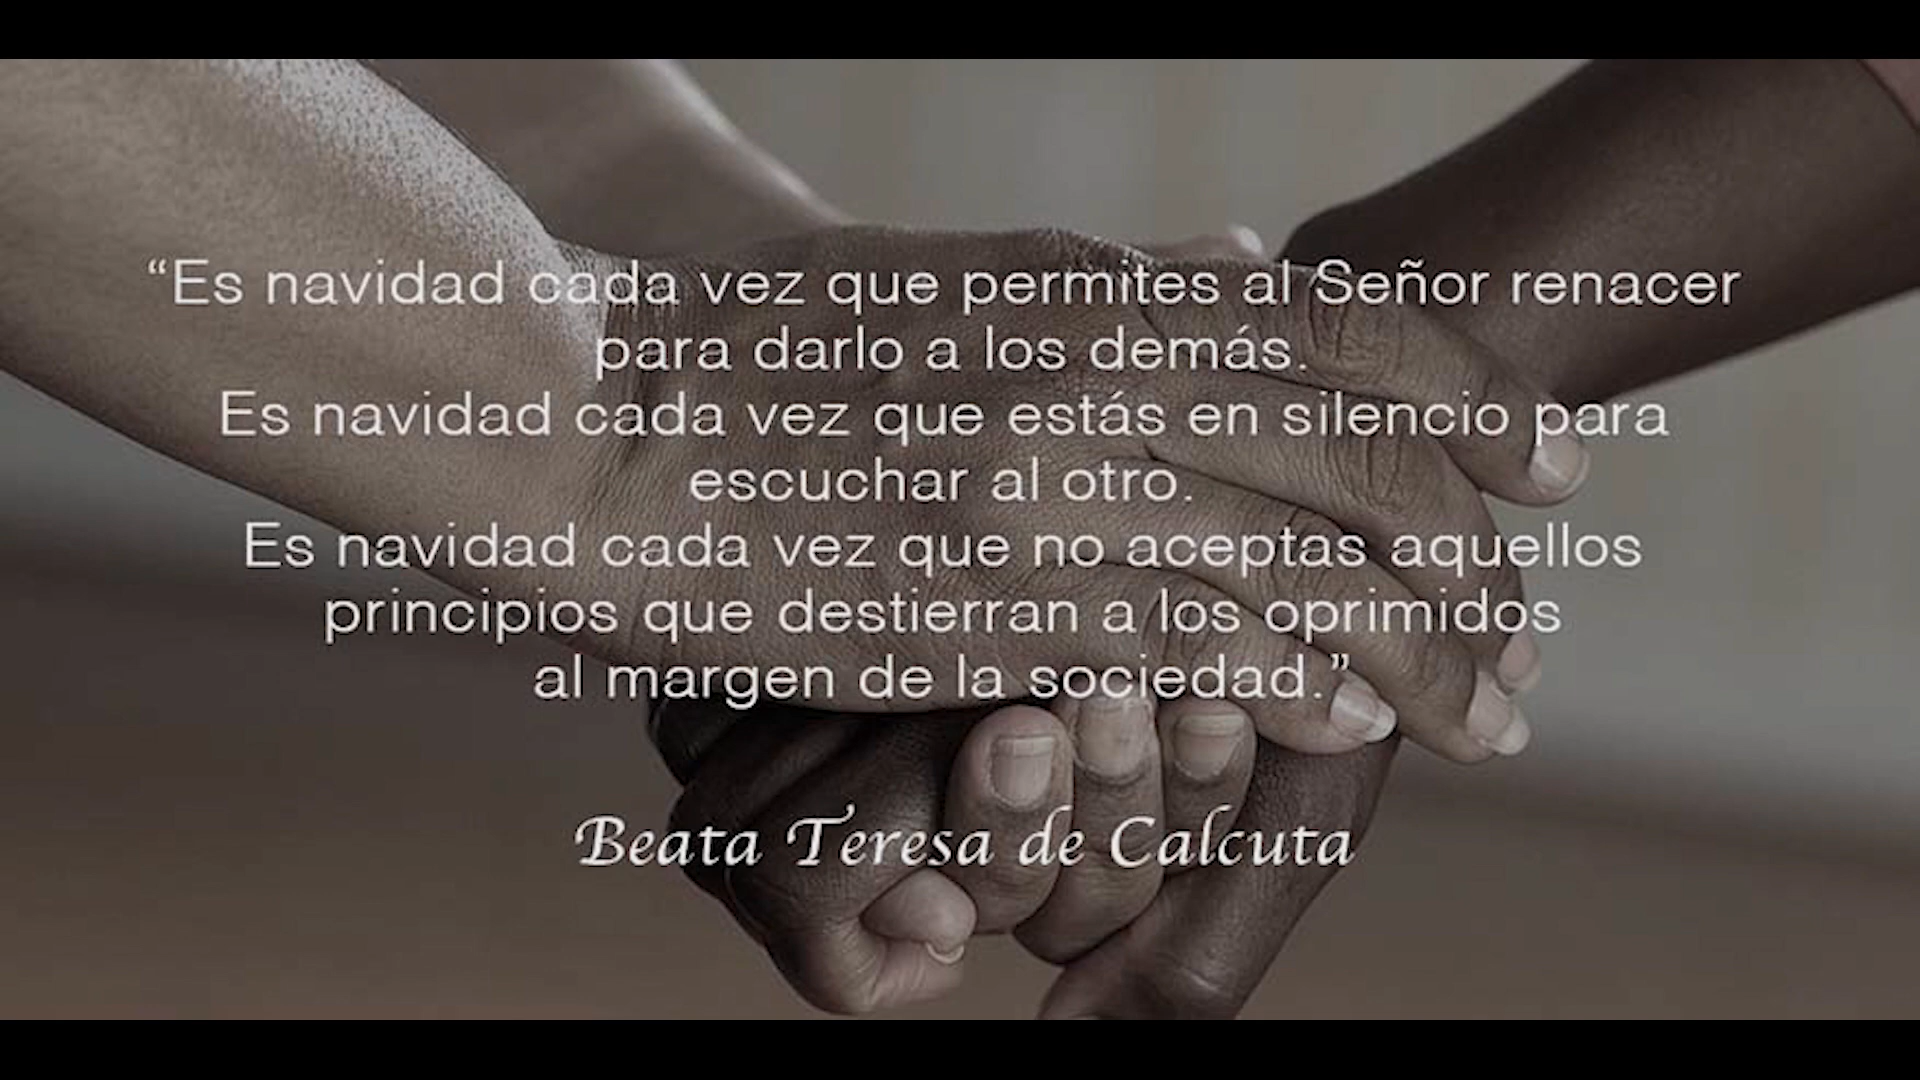 “Es navidad cada vez que permites al Señor renacer
para darlo a los demás.
Es navidad cada vez que estás en silencio para
escuchar al otro.
Es navidad cada vez que no aceptas aquellos
principios que destierran a los oprimidos
al margen de la sociedad.”
Beata Teresa de Calcuta